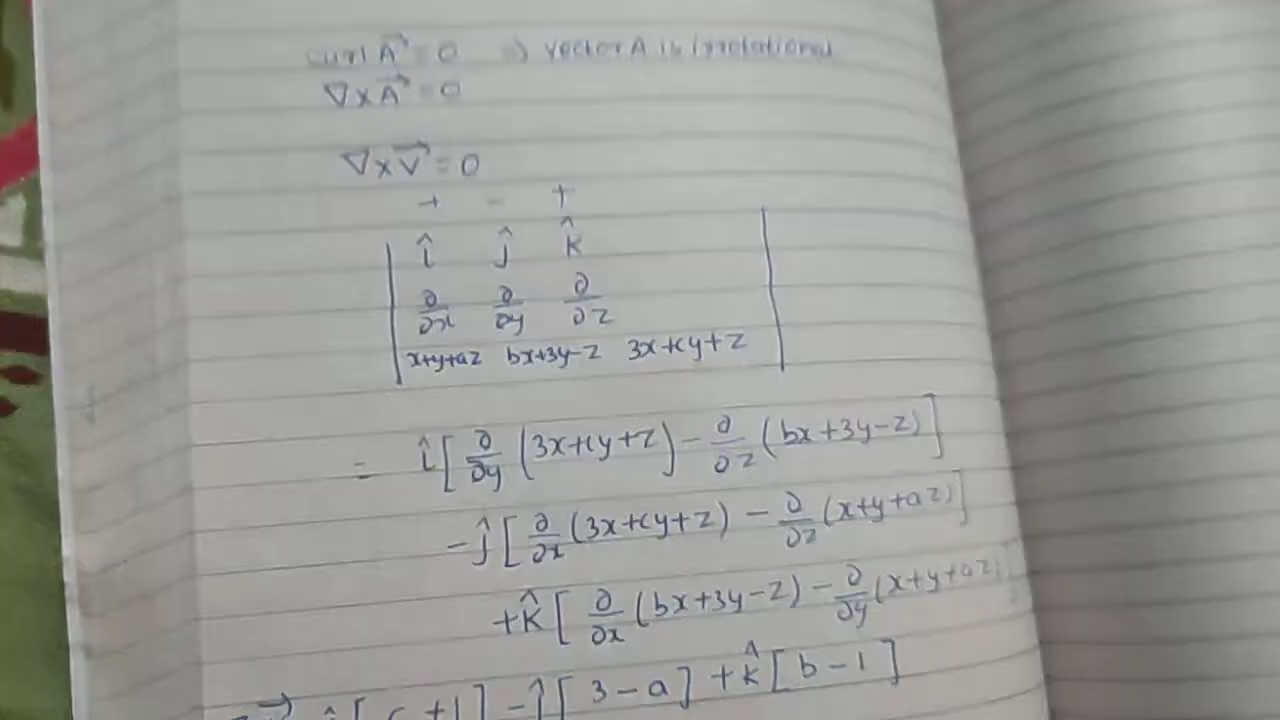 curl A⃗ = 0 ⇒ vector A is irrotational
∇×A⃗ = 0
∇×V⃗ = 0
+ - +
î ĵ k̂
∂/∂x ∂/∂y ∂/∂z
x+y+az bx+3y-z 3x+cy+z
= î[∂/∂y (3x+cy+z) - ∂/∂z (bx+3y-z)]
-ĵ[∂/∂x (3x+cy+z) - ∂/∂z (x+y+az)]
+k̂[∂/∂x (bx+3y-z) - ∂/∂y (x+y+az)]
î[c+1] -ĵ[3-a] +k̂[b-1]